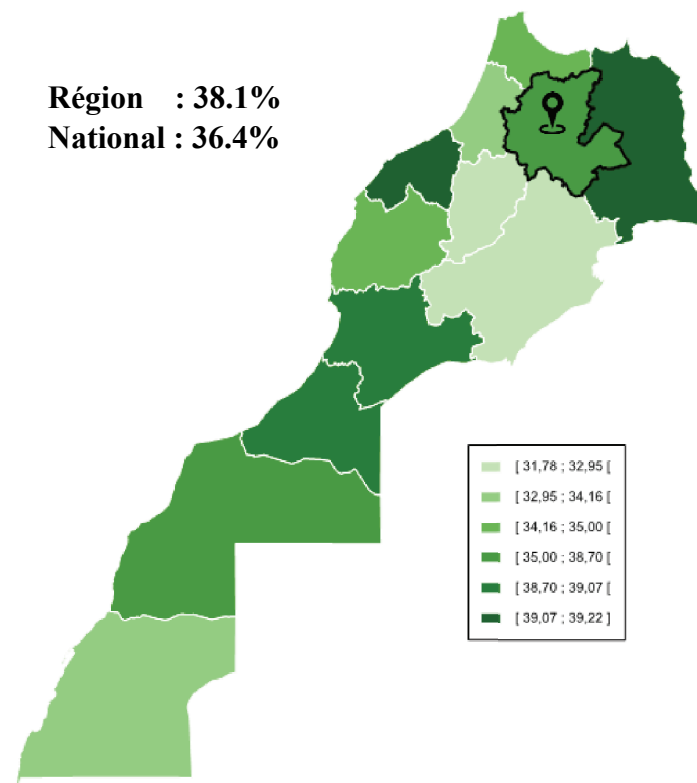 Région : 38.1%
National : 36.4%
[ 31,78 ; 32,95 [
[ 32,95 ; 34,16 [
[ 34,16 ; 35,00 [
[ 35,00 ; 38,70 [
[ 38,70 ; 39,07 [
[ 39,07 ; 39,22 ]